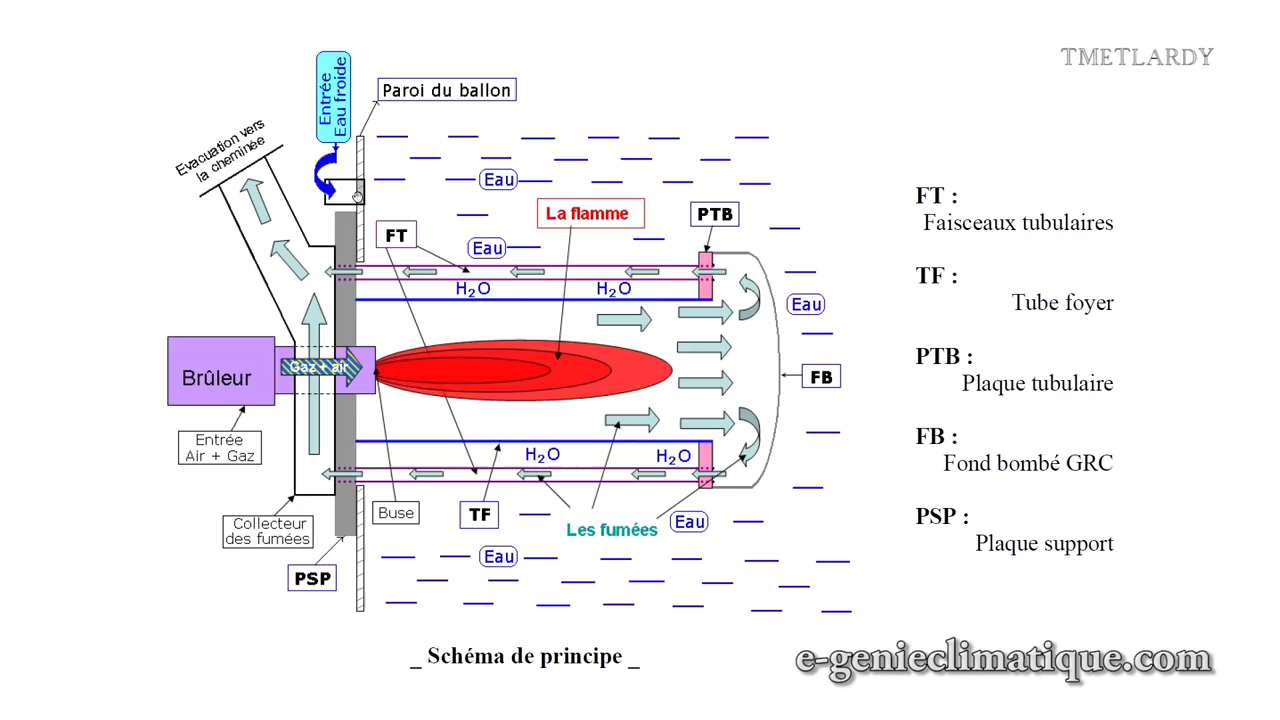 TMETLARDY
Entrée
Eau froide
Paroi du ballon
Evacuation vers
la cheminée
Eau
La flamme
PTB
FT
Eau
H₂O
H₂O
Eau
Gaz + air
Brûleur
FB
Entrée
Air + Gaz
H₂O
H₂O
Collecteur
des fumées
Buse
TF
Les fumées
Eau
Eau
PSP
FT :
Faisceaux tubulaires
TF :
Tube foyer
PTB :
Plaque tubulaire
FB :
Fond bombé GRC
PSP :
Plaque support
_ Schéma de principe _
e-genieclimatique.com